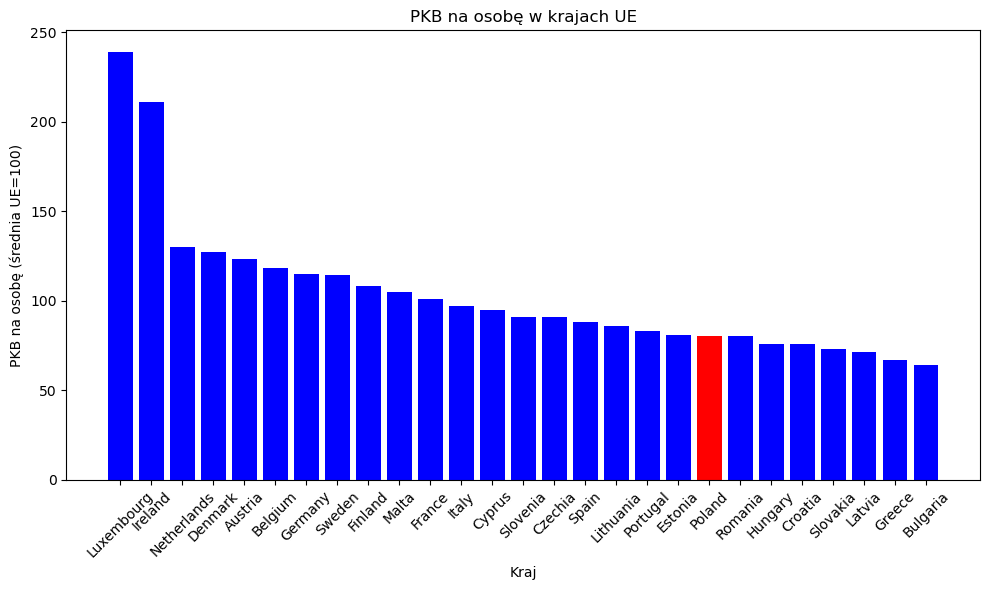 PKB na osobę w krajach UE
PKB na osobę (średnia UE=100)
250
200
150
100
50
0
Luxembourg
Ireland
Netherlands
Denmark
Austria
Belgium
Germany
Sweden
Finland
Malta
France
Italy
Cyprus
Slovenia
Czechia
Spain
Lithuania
Portugal
Estonia
Poland
Romania
Hungary
Croatia
Slovakia
Latvia
Greece
Bulgaria
Kraj